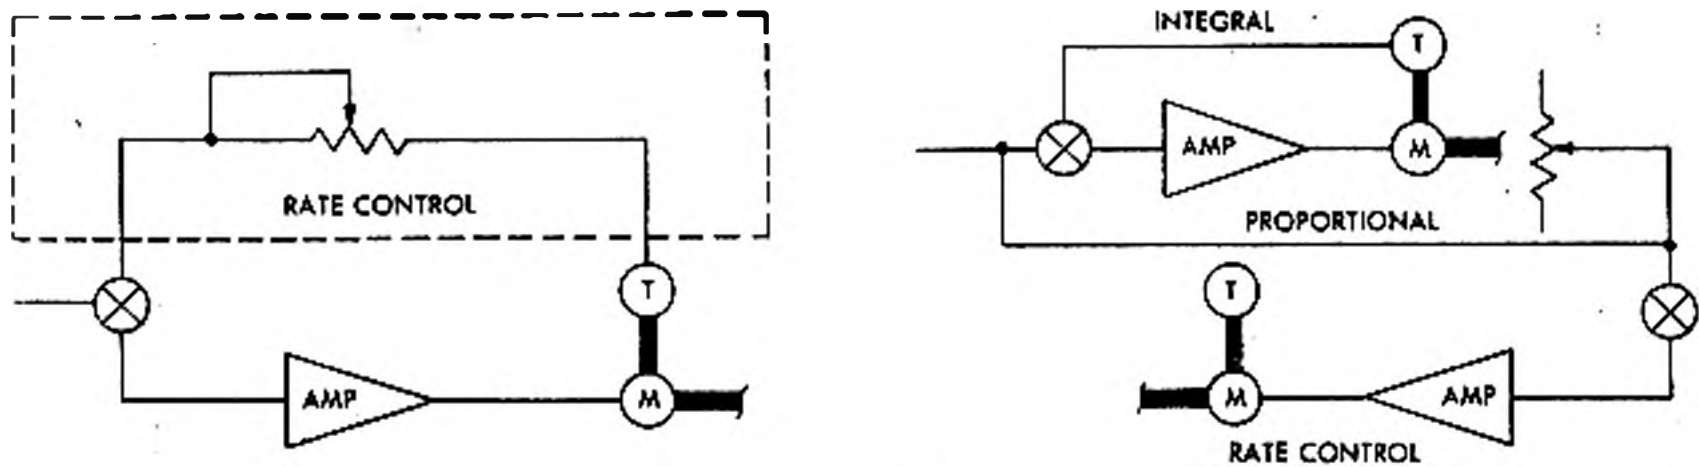 RATE CONTROL
T
AMP
M
INTEGRAL
T
AMP
M
PROPORTIONAL
T
M
AMP
RATE CONTROL